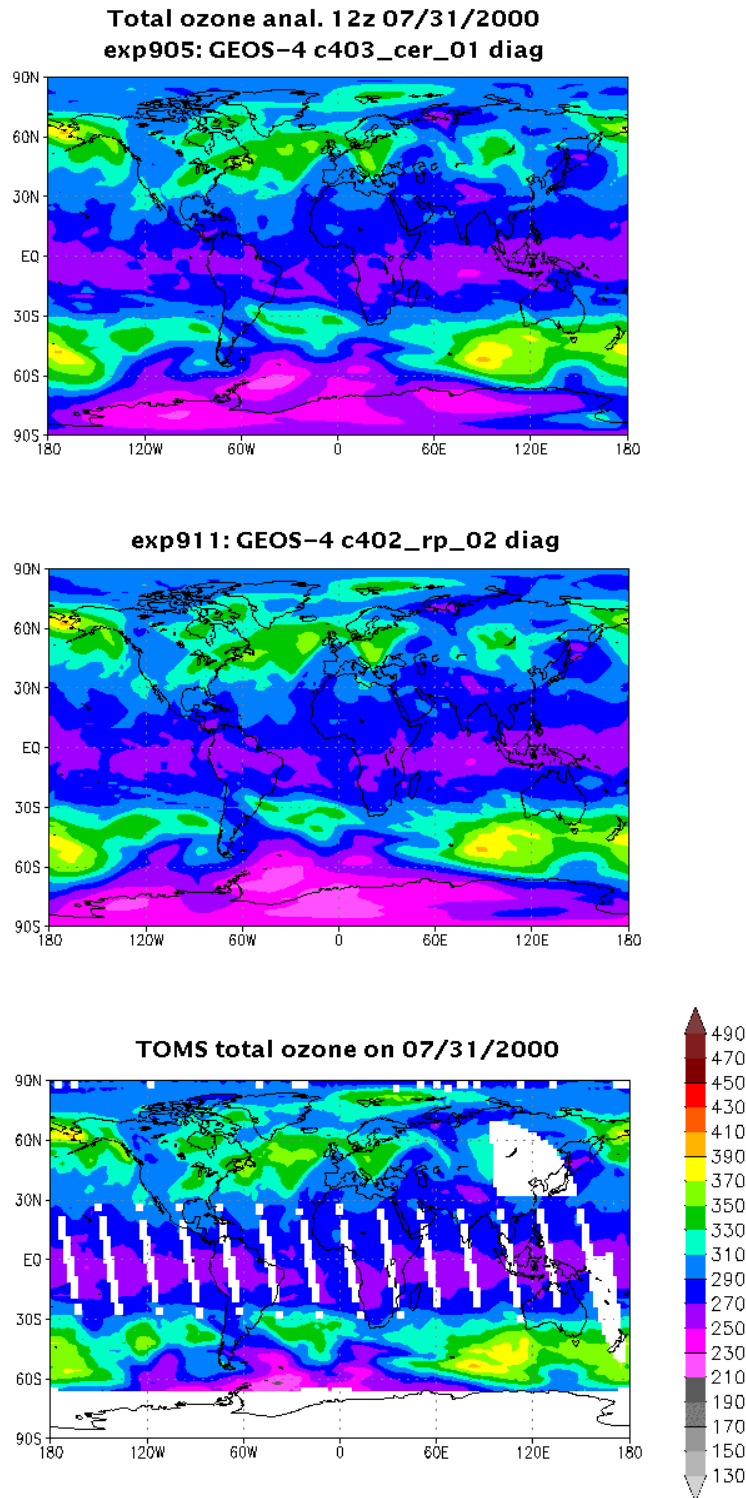 Total ozone anal. 12z 07/31/2000
exp905: GEOS-4 c403_cer_01 diag
90N
60N
30N
EQ
30S
60S
90S
180 120W 60W 0 60E 120E 180
exp911: GEOS-4 c402_rp_02 diag
90N
60N
30N
EQ
30S
60S
90S
180 120W 60W 0 60E 120E 180
TOMS total ozone on 07/31/2000
90N
60N
30N
EQ
30S
60S
90S
180 120W 60W 0 60E 120E 180
490
470
450
430
410
390
370
350
330
310
290
270
250
230
210
190
170
150
130